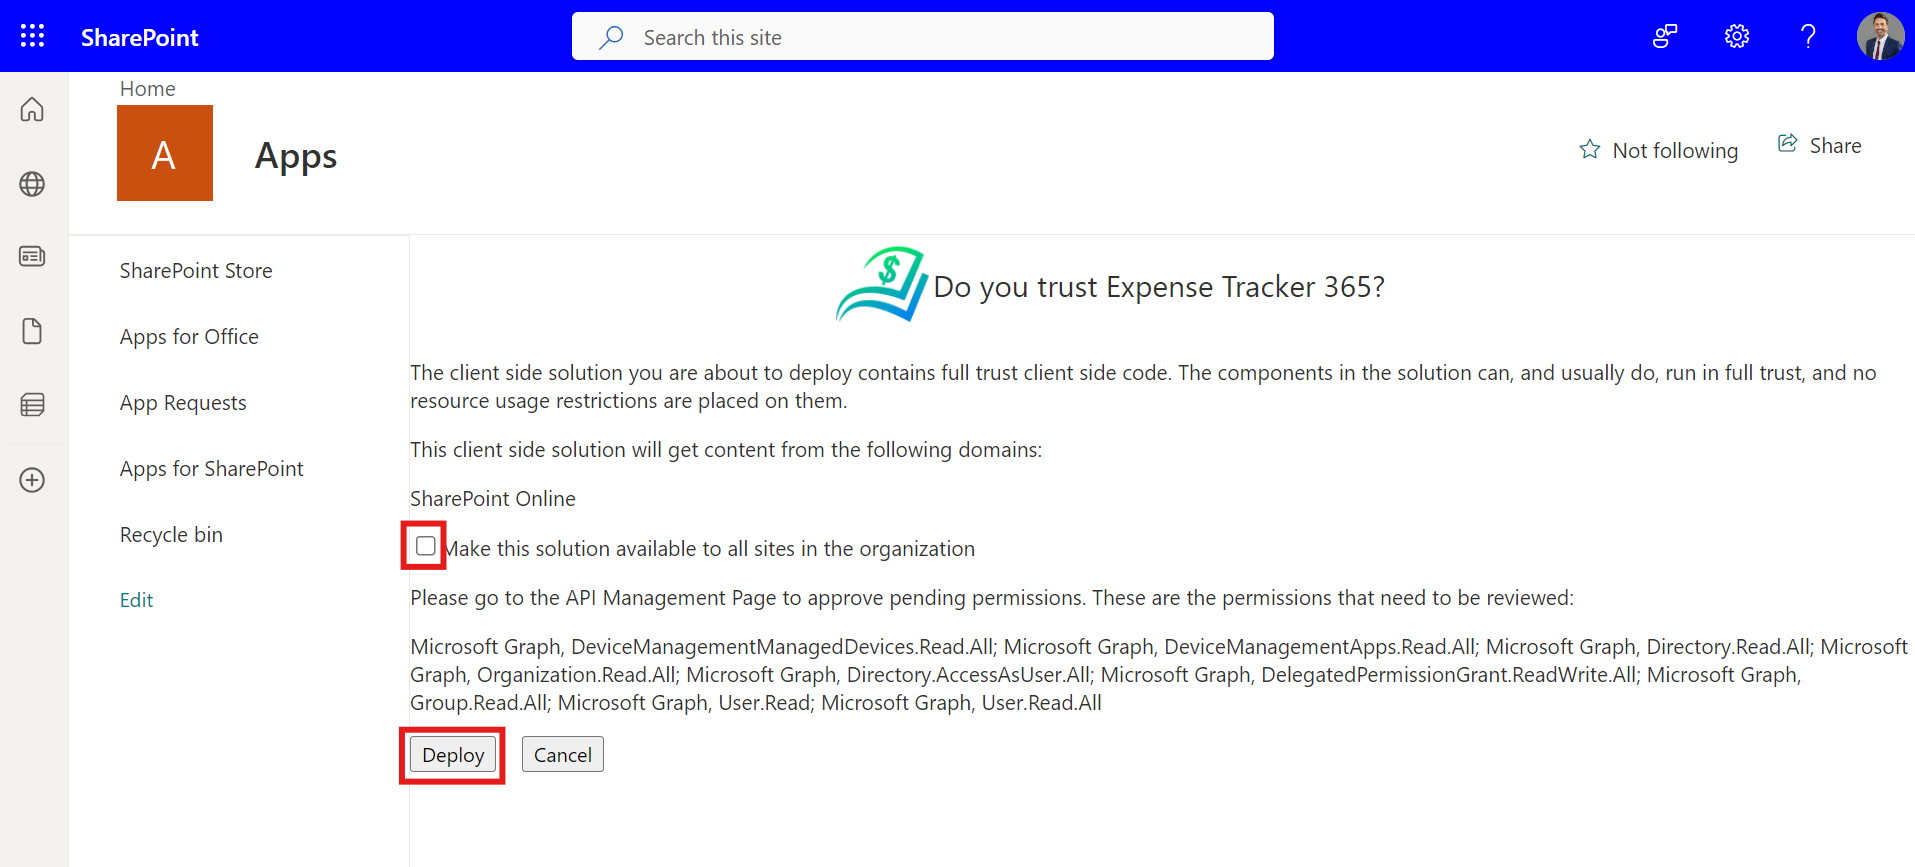 SharePoint
Search this site
Home
A
Apps
Not following
Share
SharePoint Store
Apps for Office
App Requests
Apps for SharePoint
Recycle bin
Edit
$
Do you trust Expense Tracker 365?
The client side solution you are about to deploy contains full trust client side code. The components in the solution can, and usually do, run in full trust, and no
resource usage restrictions are placed on them.
This client side solution will get content from the following domains:
SharePoint Online
Make this solution available to all sites in the organization
Please go to the API Management Page to approve pending permissions. These are the permissions that need to be reviewed:
Microsoft Graph, DeviceManagementManagedDevices.Read.All; Microsoft Graph, DeviceManagementApps.Read.All; Microsoft Graph, Directory.Read.All; Microsoft
Graph, Organization.Read.All; Microsoft Graph, Directory.AccessAsUser.All; Microsoft Graph, DelegatedPermissionGrant.ReadWrite.All; Microsoft Graph,
Group.Read.All; Microsoft Graph, User.Read; Microsoft Graph, User.Read.All
Deploy
Cancel